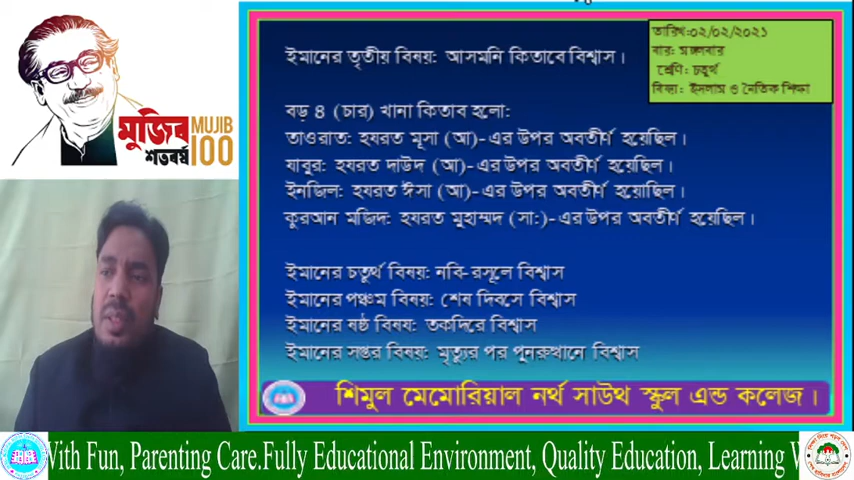 মুজিব
শতবর্ষ
MUJIB
100
তারিখ:০২/০২/২০২১
বার: মঙ্গলবার
শ্রেণি: চতুর্থ
বিষয়: ইসলাম ও নৈতিক শিক্ষা
ইমানের তৃতীয় বিষয়: আসমানি কিতাবে বিশ্বাস।
বড় ৪ (চার) খানা কিতাব হলো:
তাওরাত: হযরত মূসা (আ)-এর উপর অবতীর্ণ হয়েছিল।
যাবুর: হযরত দাউদ (আ)-এর উপর অবতীর্ণ হয়েছিল।
ইনজিল: হযরত ঈসা (আ)-এর উপর অবতীর্ণ হয়োছিল।
কুরআন মজিদ: হযরত মুহাম্মদ (সা:)-এর উপর অবতীর্ণ হয়েছিল।
ইমানের চতুর্থ বিষয়: নবি-রসূলে বিশ্বাস
ইমানের পঞ্চম বিষয়: শেষ দিবসে বিশ্বাস
ইমানের ষষ্ঠ বিষয: তকদিরে বিশ্বাস
ইমানের সপ্তর বিষয়: মৃত্যুর পর পুনরুত্থানে বিশ্বাস
শিমুল মেমোরিয়াল নর্থ সাউথ স্কুল এন্ড কলেজ।
With Fun, Parenting Care.Fully Educational Environment, Quality Education, Learning W